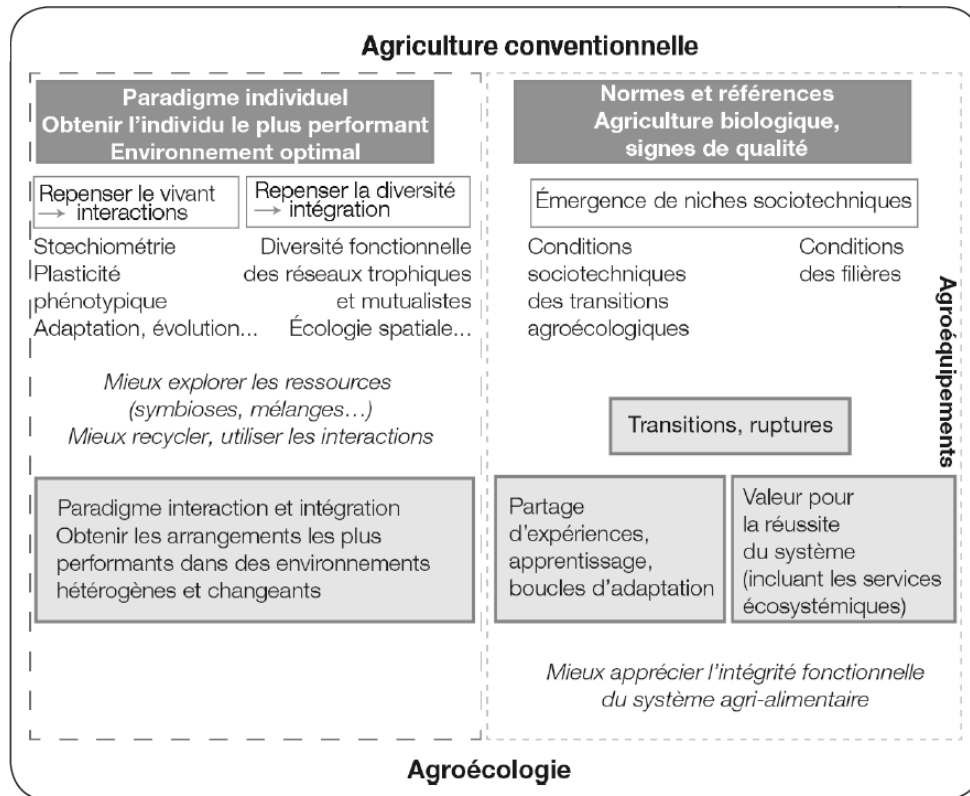 Agriculture conventionnelle
Paradigme individuel
Obtenir l'individu le plus performant
Environnement optimal
Repenser le vivant
→ interactions
Repenser la diversité
→ intégration
Stœchiométrie
Plasticité
phénotypique
Adaptation, évolution...
Diversité fonctionnelle
des réseaux trophiques
et mutualistes
Écologie spatiale...
Mieux explorer les ressources
(symbioses, mélanges...)
Mieux recycler, utiliser les interactions
Paradigme interaction et intégration
Obtenir les arrangements les plus
performants dans des environnements
hétérogènes et changeants
Normes et références
Agriculture biologique,
signes de qualité
Émergence de niches sociotechniques
Conditions
sociotechniques
des transitions
agroécologiques
Conditions
des filières
Transitions, ruptures
Partage
d'expériences,
apprentissage,
boucles d'adaptation
Valeur pour
la réussite
du système
(incluant les services
écosystémiques)
Mieux apprécier l'intégrité fonctionnelle
du système agri-alimentaire
Agroéquipements
Agroécologie